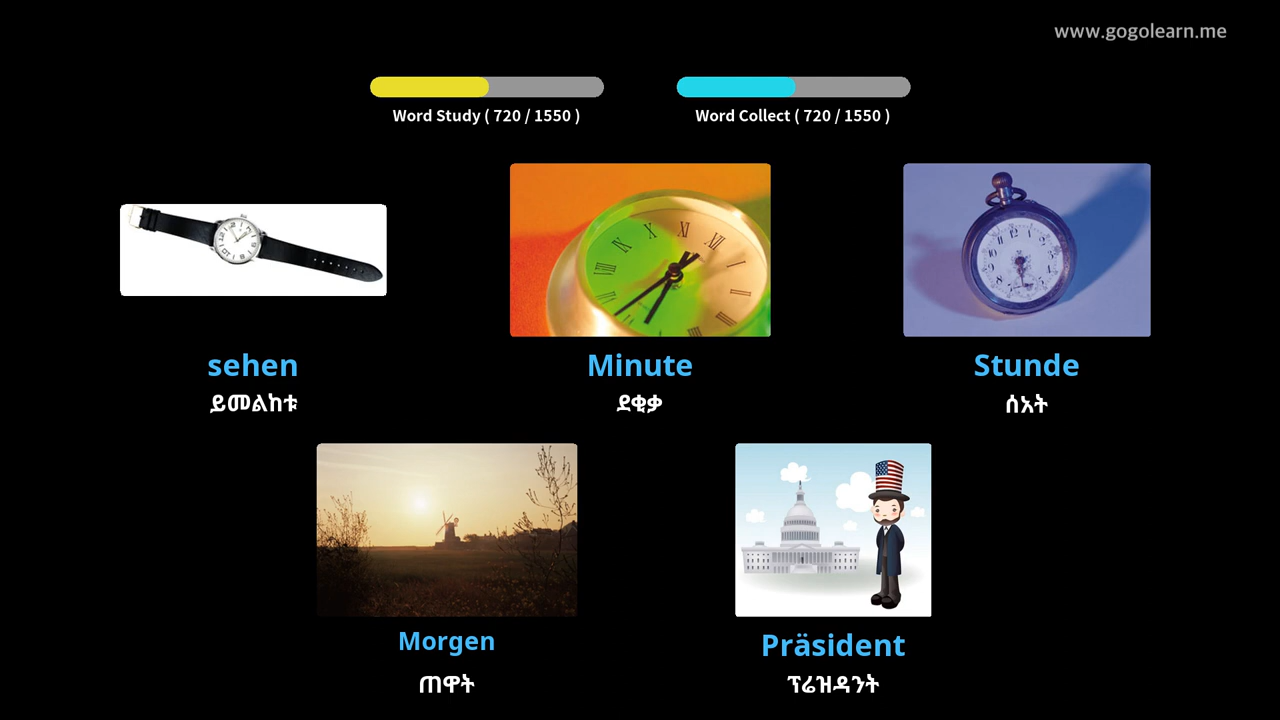 www.gogolearn.me
Word Study ( 720 / 1550 )
Word Collect ( 720 / 1550 )
sehen
ይመልከቱ
Minute
ደቂቃ
Stunde
ሰአት
Morgen
ጠዋት
Präsident
ፕሬዝዳንት